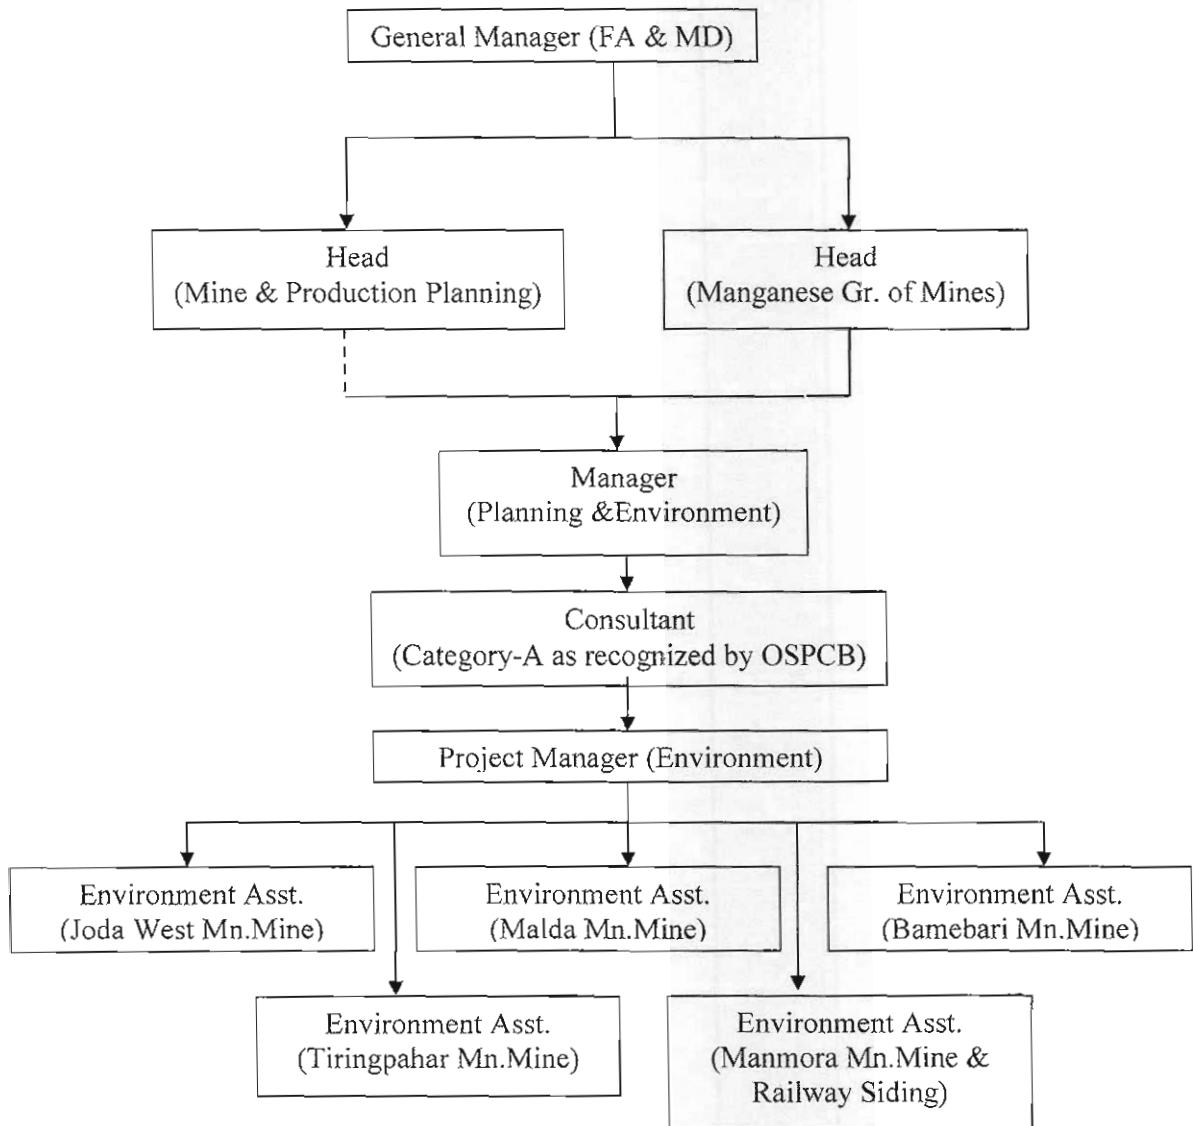 General Manager (FA & MD)
Head
(Mine & Production Planning)
Head
(Manganese Gr. of Mines)
Manager
(Planning &Environment)
Consultant
(Category-A as recognized by OSPCB)
Project Manager (Environment)
Environment Asst.
(Joda West Mn.Mine)
Environment Asst.
(Malda Mn.Mine)
Environment Asst.
(Bamebari Mn.Mine)
Environment Asst.
(Tiringpahar Mn.Mine)
Environment Asst.
(Manmora Mn.Mine &
Railway Siding)